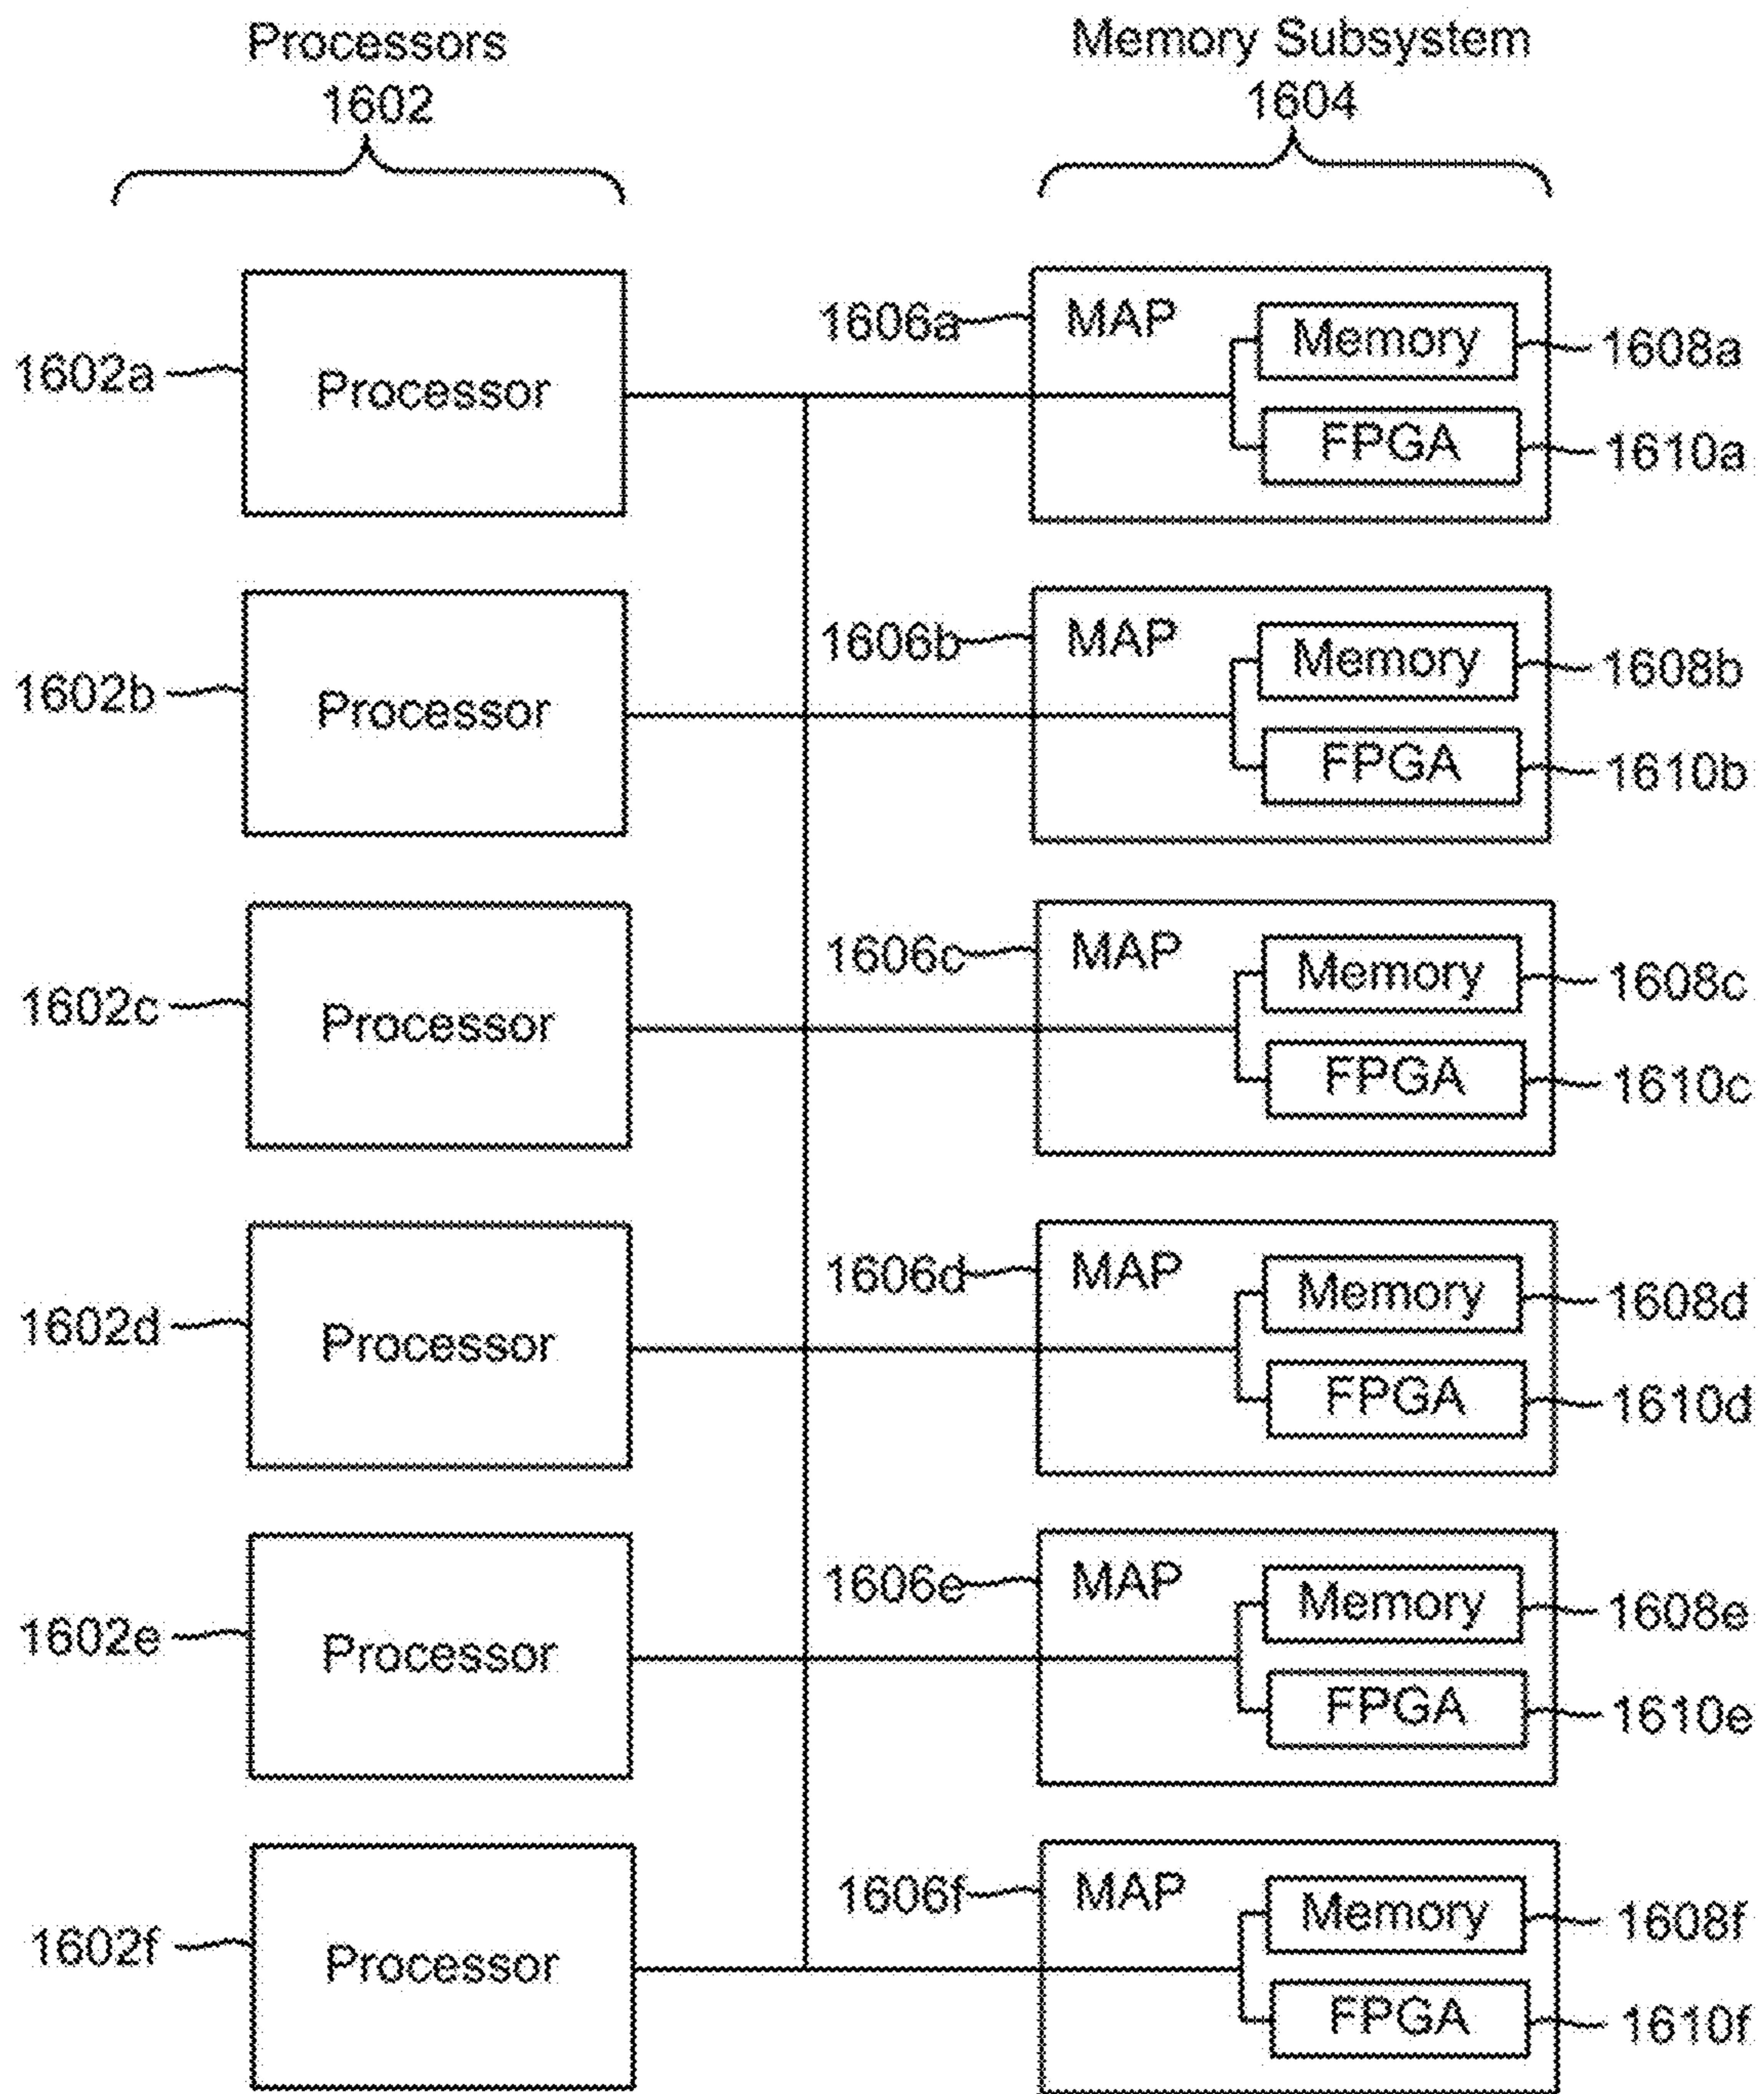 Processors
1602
Memory Subsystem
1604
1602a
Processor
1606a
MAP
Memory
1608a
FPGA
1610a
1602b
Processor
1606b
MAP
Memory
1608b
FPGA
1610b
1602c
Processor
1606c
MAP
Memory
1608c
FPGA
1610c
1602d
Processor
1606d
MAP
Memory
1608d
FPGA
1610d
1602e
Processor
1606e
MAP
Memory
1608e
FPGA
1610e
1602f
Processor
1606f
MAP
Memory
1608f
FPGA
1610f